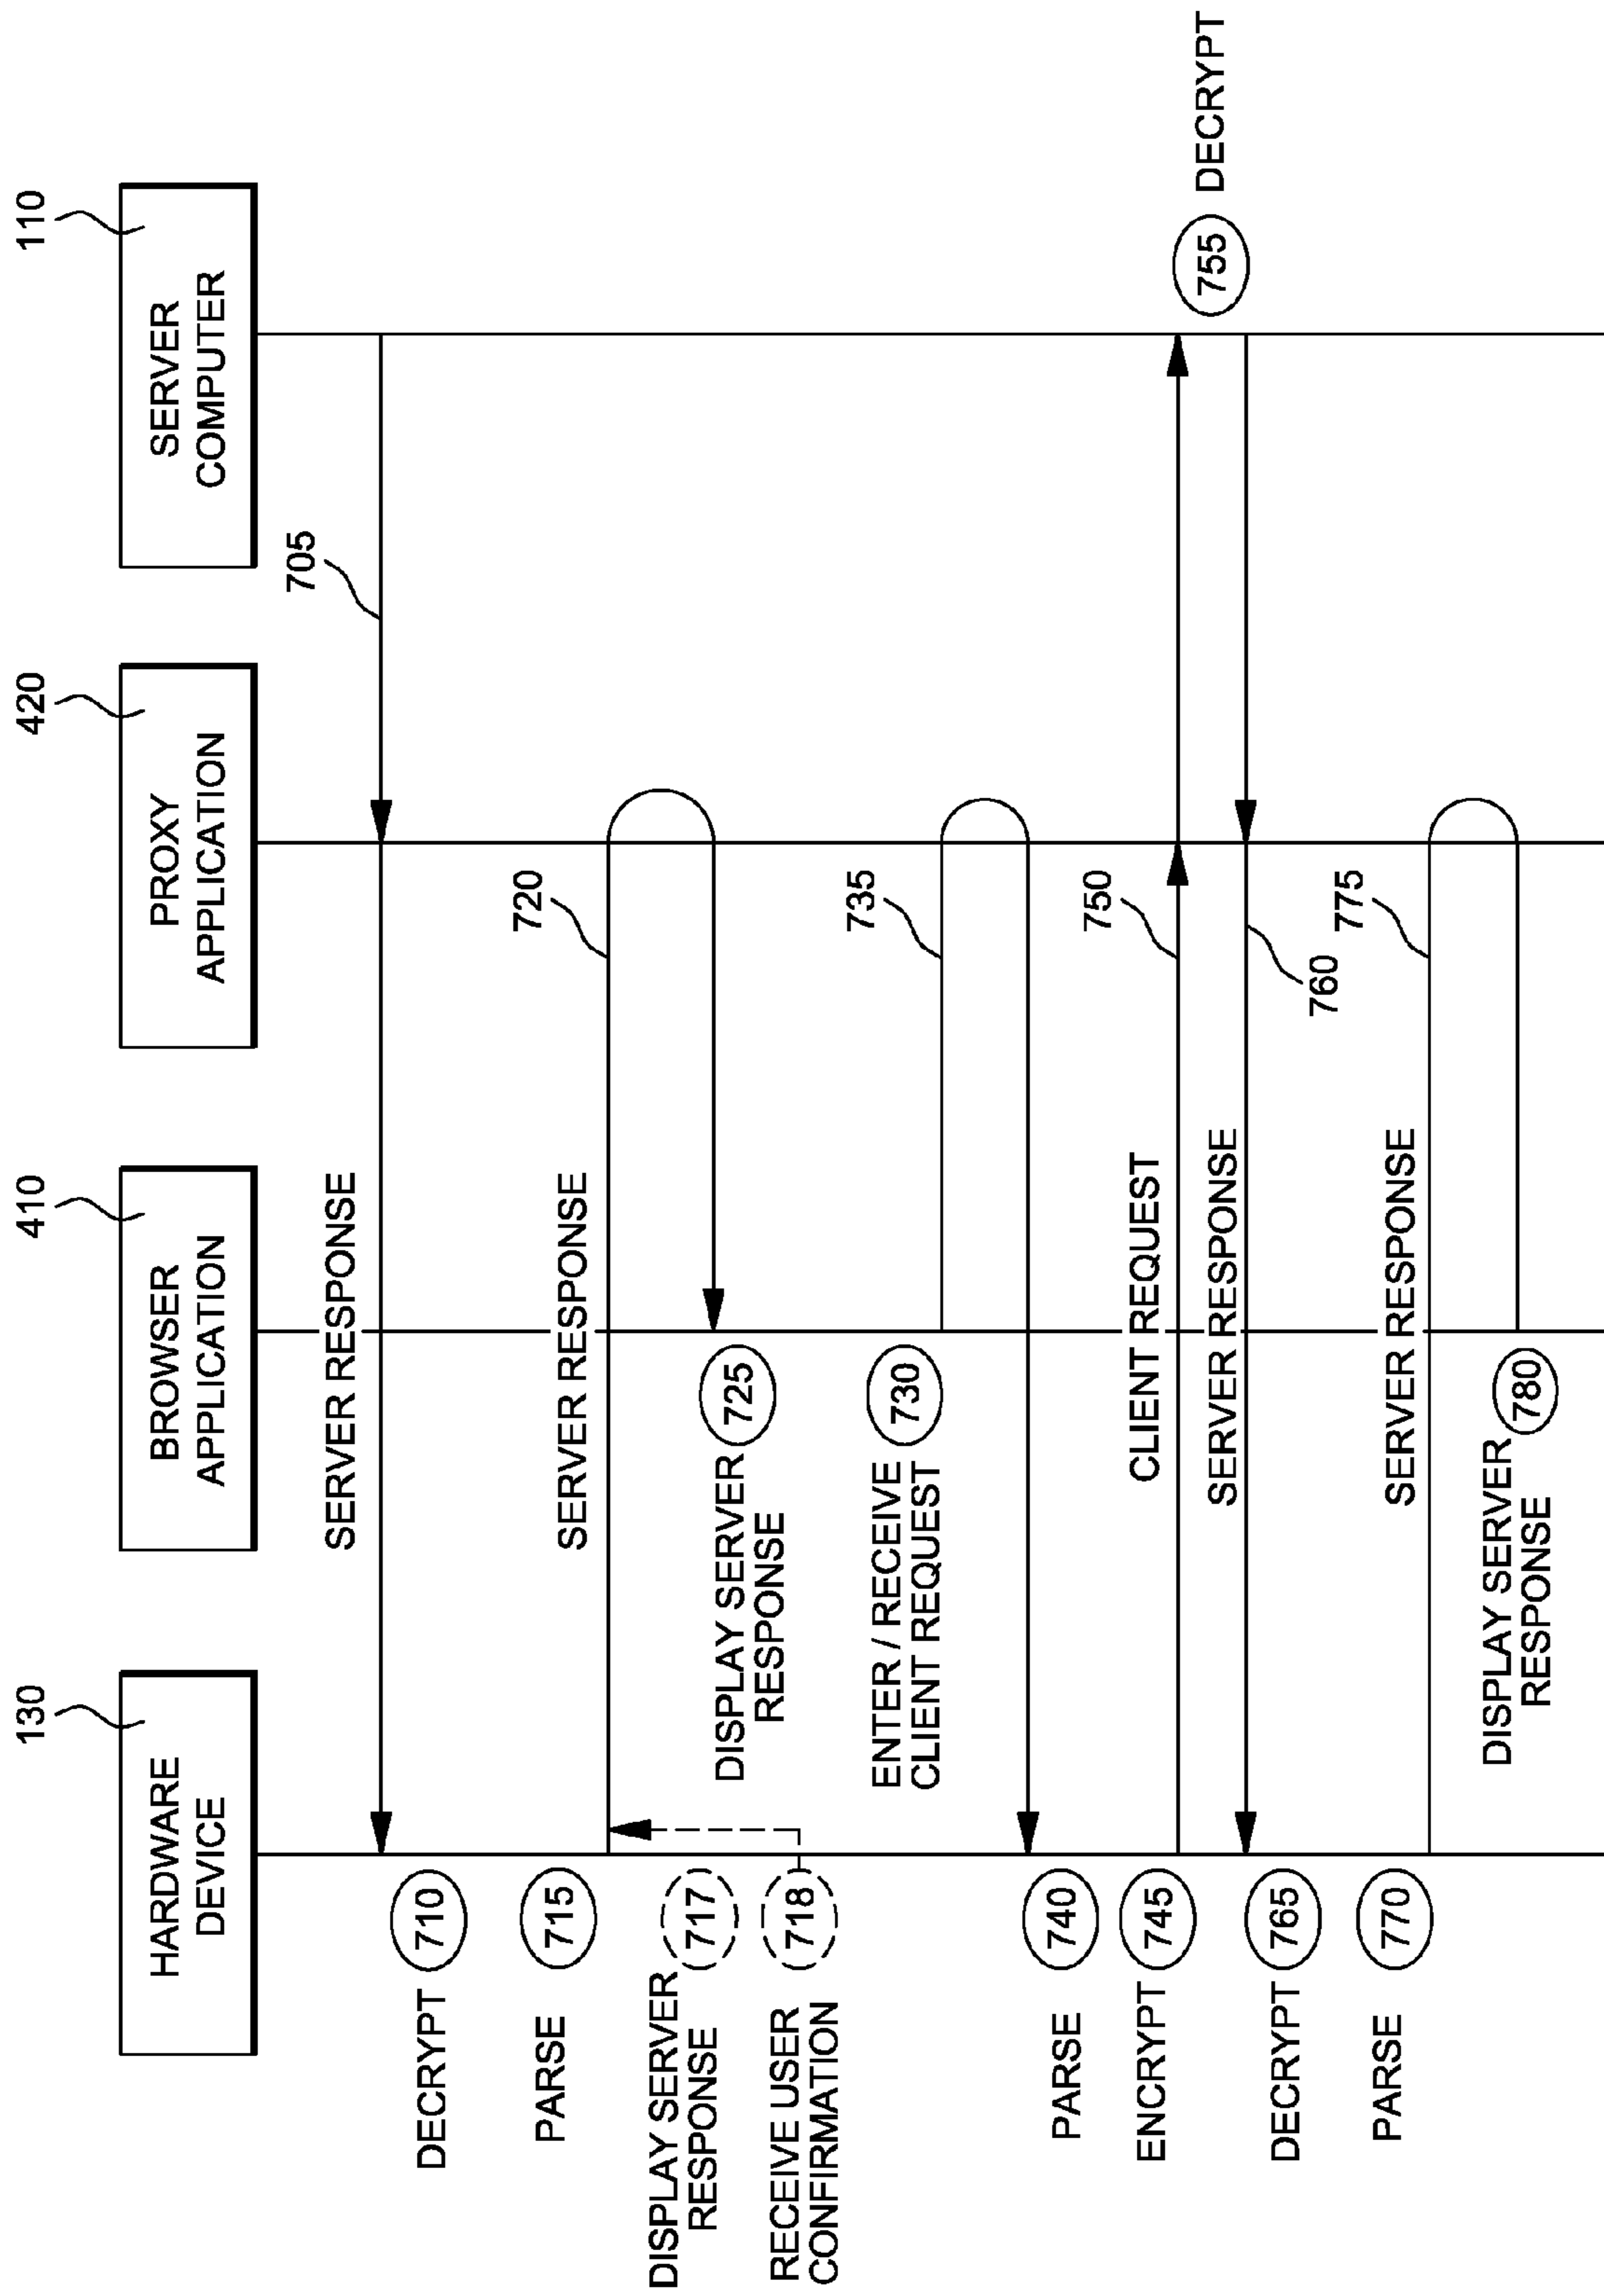 130
HARDWARE
DEVICE
410
BROWSER
APPLICATION
420
PROXY
APPLICATION
110
SERVER
COMPUTER
SERVER RESPONSE
705
DECRYPT
710
PARSE
715
SERVER RESPONSE
720
DISPLAY SERVER
RESPONSE
717
DISPLAY SERVER
RESPONSE
725
RECEIVE USER
CONFIRMATION
718
ENTER / RECEIVE
CLIENT REQUEST
730
735
PARSE
740
ENCRYPT
745
CLIENT REQUEST
750
755
DECRYPT
SERVER RESPONSE
760
DECRYPT
765
PARSE
770
SERVER RESPONSE
775
DISPLAY SERVER
RESPONSE
780